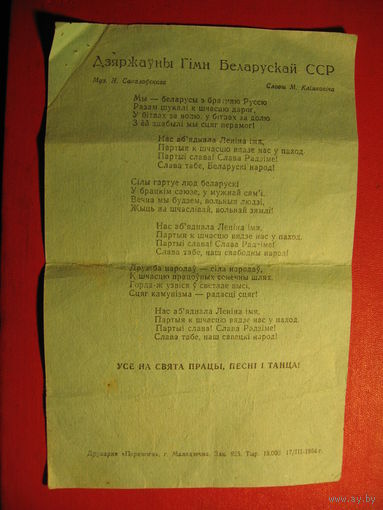 Дзяржаўны Гімн Беларускай ССР
Муз. Н. Сакалоўскага
Словы М. Клімковіча
Мы — беларусы з братняю Руссю
Разам шукалі к шчасцю дарог.
У бітвах за волю, у бітвах за долю
З ёй здабылі мы сцяг перамог!
Нас аб'яднала Леніна імя,
Партыя к шчасцю вядзе нас у паход.
Партыі слава! Слава Радзіме!
Слава табе, Беларускі народ!
Сілы гартуе люд беларускі
У брацкім союзе, у мужнай сям'і.
Вечна мы будзем, вольныя людзі,
Жыць на шчаслівай, вольнай зямлі!
Нас аб'яднала Леніна імя,
Партыя к шчасцю вядзе нас у паход.
Партыі слава! Слава Радзіме!
Слава табе, наш свабодны народ!
Дружба народаў — сіла народаў,
К шчасцю працоўных сонечны шлях.
Горда ж узвіся ў светлыя высі,
Сцяг камунізма — радасці сцяг!
Нас аб'яднала Леніна імя,
Партыя к шчасцю вядзе нас у паход.
Партыі слава! Слава Радзіме!
Слава табе, наш савецкі народ!
УСЕ НА СВЯТА ПРАЦЫ, ПЕСНІ І ТАНЦА!
Друкарня «Перамога», г. Маладзечна. Зак. 925. Тыр. 15.000 17/III-1984 г.
www.ay.by